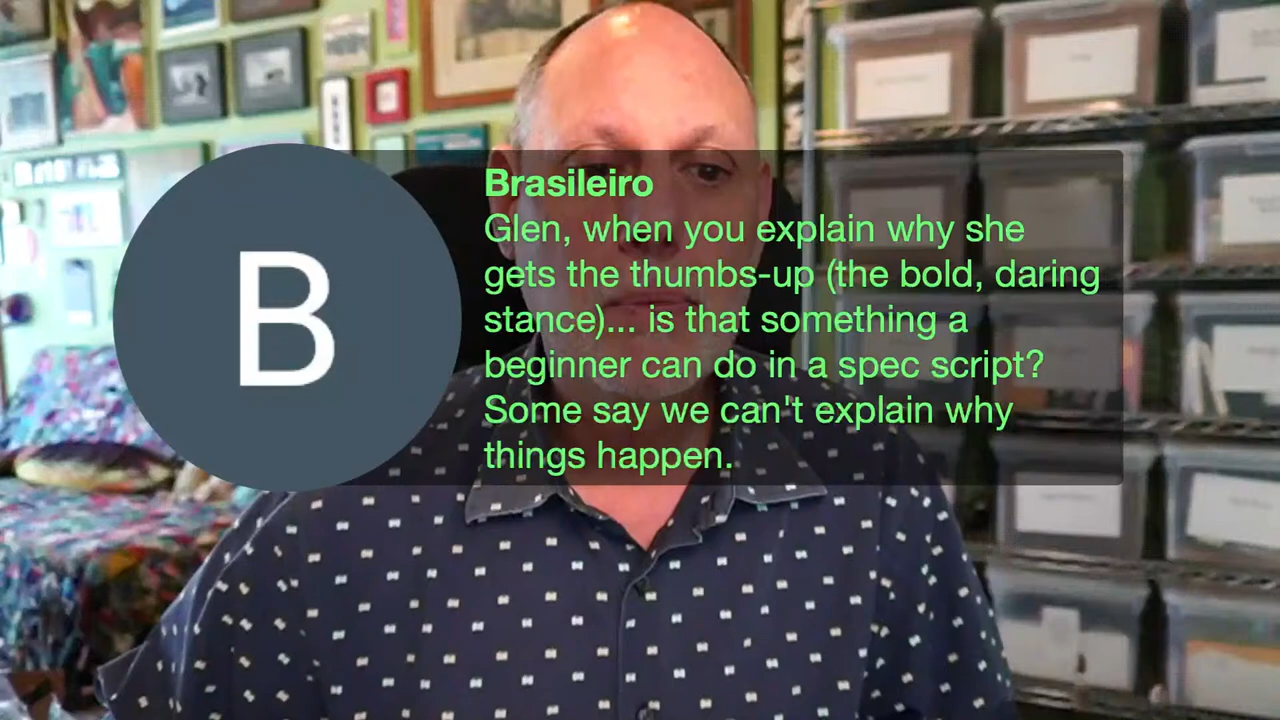 B
Brasileiro
Glen, when you explain why she
gets the thumbs-up (the bold, daring
stance)... is that something a
beginner can do in a spec script?
Some say we can't explain why
things happen.